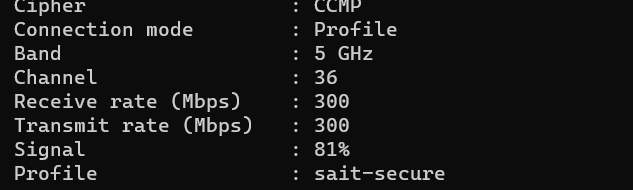 Cipher : CCMP
Connection mode : Profile
Band : 5 GHz
Channel : 36
Receive rate (Mbps) : 300
Transmit rate (Mbps) : 300
Signal : 81%
Profile : sait-secure